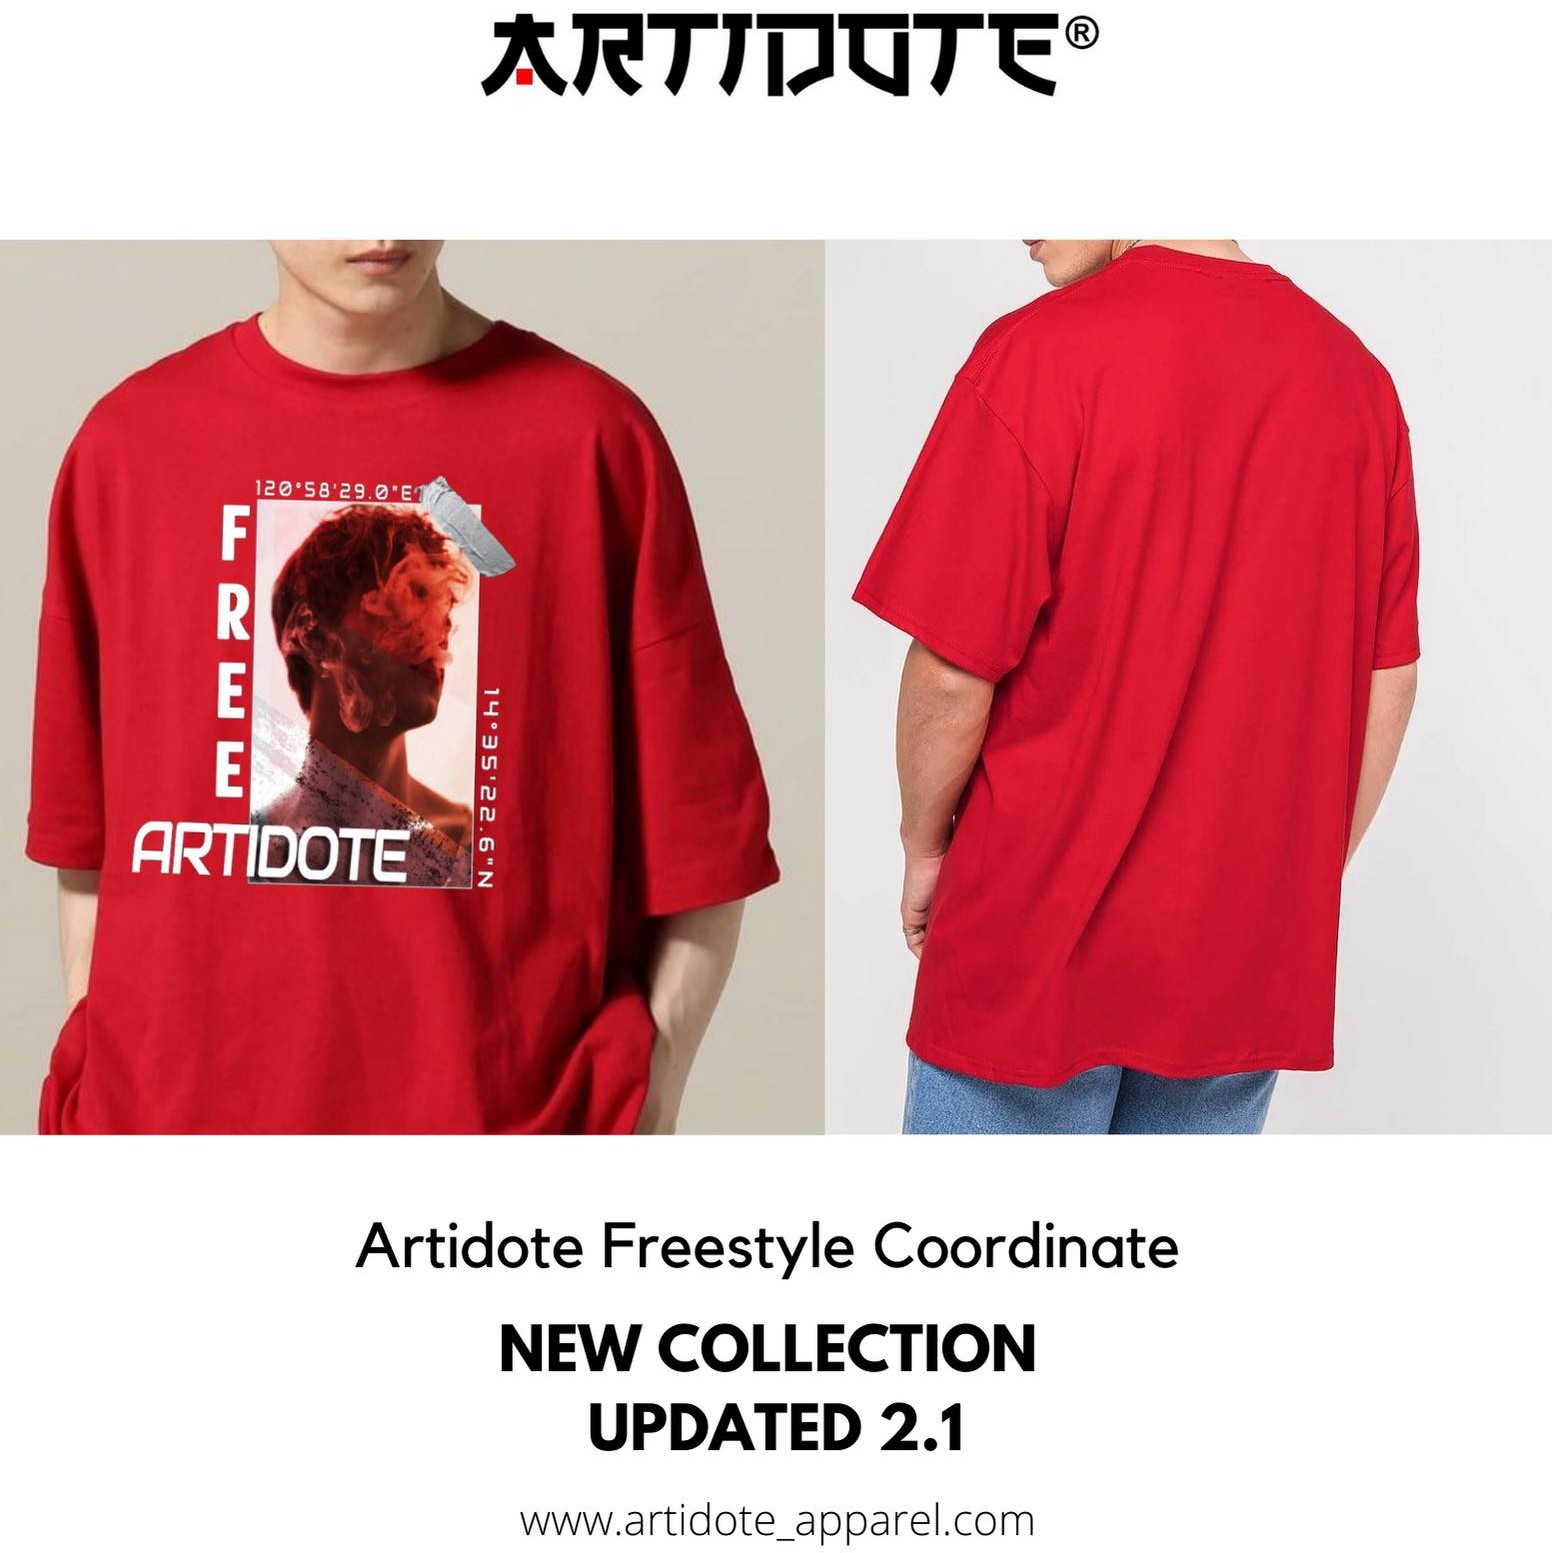 ARTIDOTE®
120°58'29.0"E
FREE
14°35'22.6"N
ARTIDOTE
Artidote Freestyle Coordinate
NEW COLLECTION
UPDATED 2.1
www.artidote_apparel.com